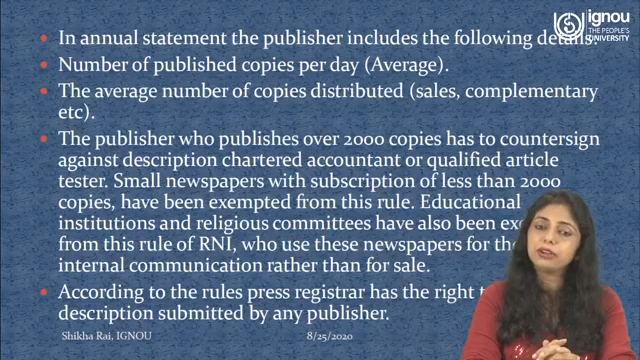 ignou
THE PEOPLE'S
UNIVERSITY
In annual statement the publisher includes the following details.
Number of published copies per day (Average).
The average number of copies distributed (sales, complementary
etc).
The publisher who publishes over 2000 copies has to countersign
against description chartered accountant or qualified article
tester. Small newspapers with subscription of less than 2000
copies, have been exempted from this rule. Educational
institutions and religious committees have also been
from this rule of RNI, who use these newspapers for
internal communication rather than for sale.
According to the rules press registrar has the right
description submitted by any publisher.
Shikha Rai, IGNOU
8/25/2020